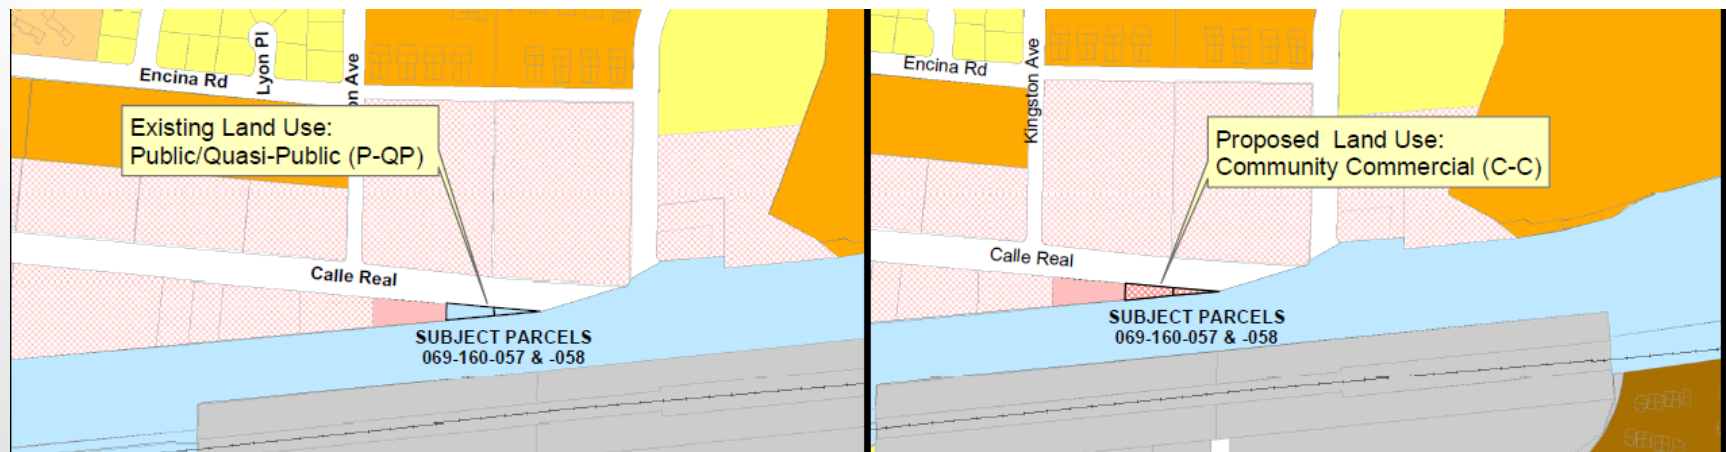 Lyon Pl
Encina Rd
on Ave
Existing Land Use:
Public/Quasi-Public (P-QP)
Calle Real
SUBJECT PARCELS
069-160-057 & -058
Encina Rd
Kingston Ave
Proposed Land Use:
Community Commercial (C-C)
Calle Real
SUBJECT PARCELS
069-160-057 & -058